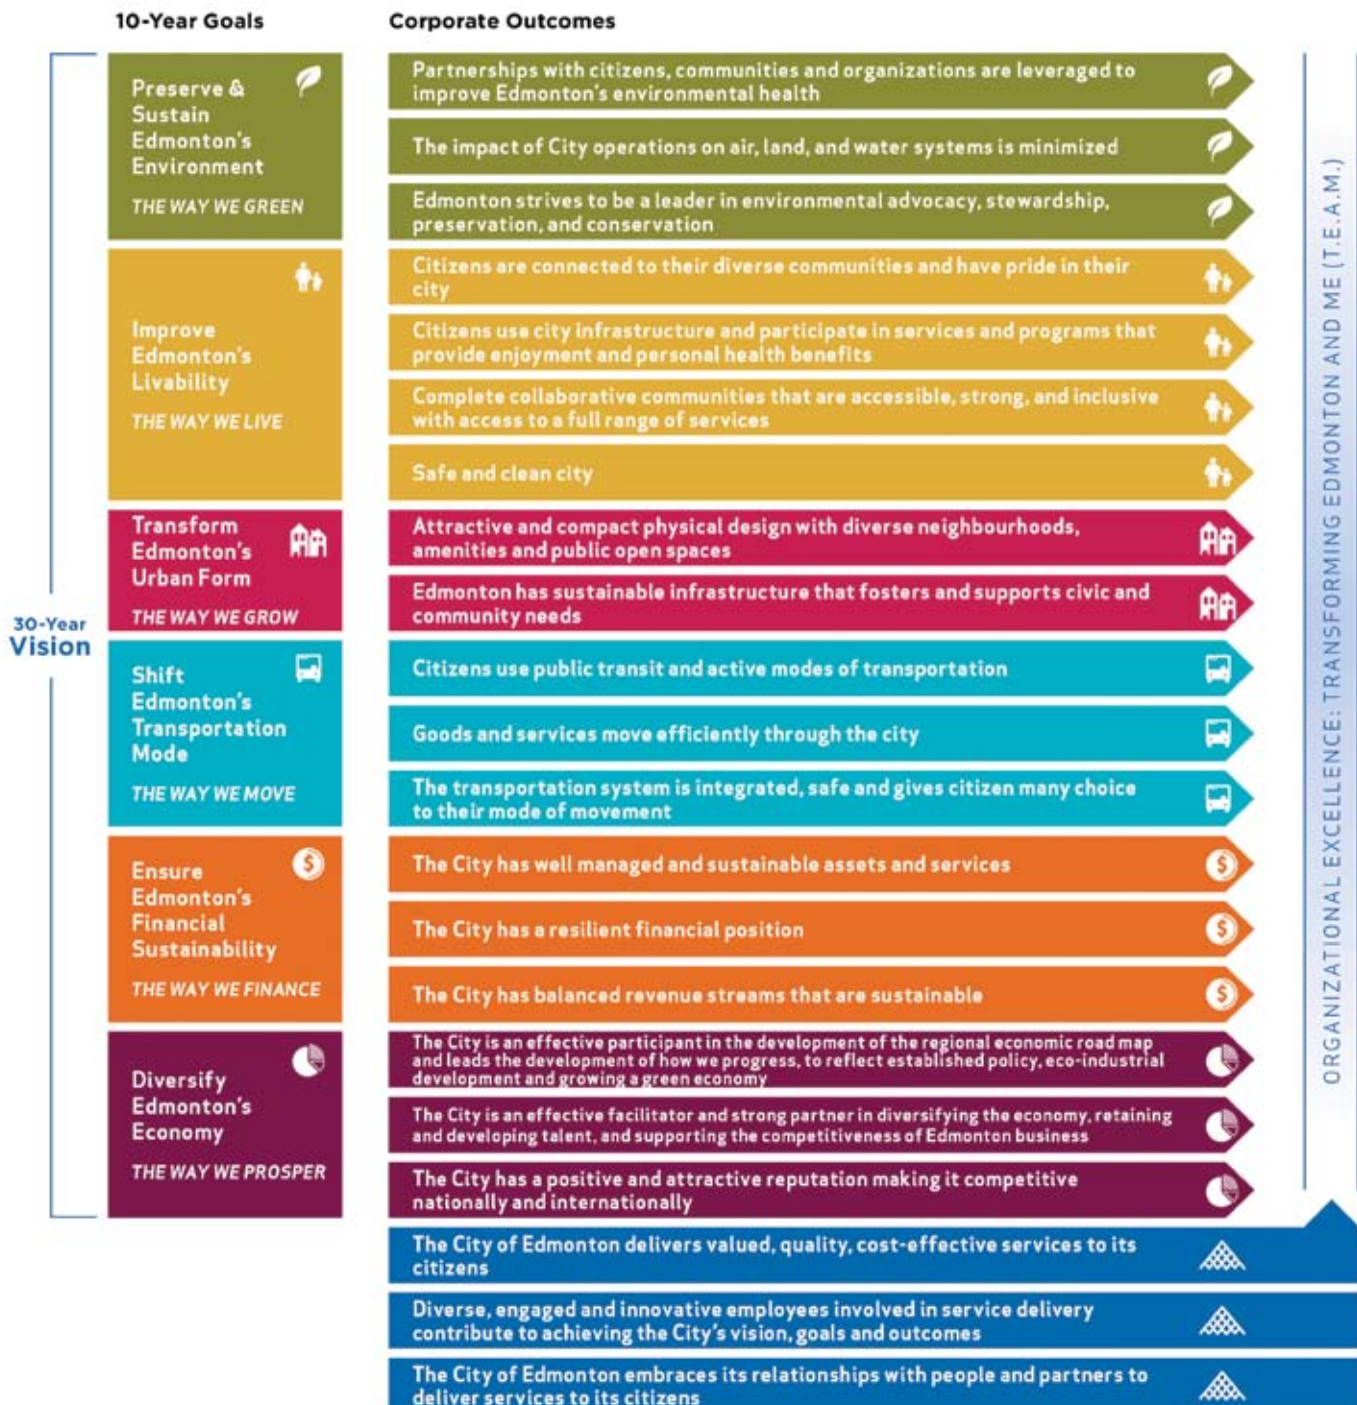 10-Year Goals
Corporate Outcomes
30-Year
Vision
Preserve &
Sustain
Edmonton's
Environment
THE WAY WE GREEN
Partnerships with citizens, communities and organizations are leveraged to
improve Edmonton's environmental health
The impact of City operations on air, land, and water systems is minimized
Edmonton strives to be a leader in environmental advocacy, stewardship,
preservation, and conservation
Improve
Edmonton's
Livability
THE WAY WE LIVE
Citizens are connected to their diverse communities and have pride in their
city
Citizens use city infrastructure and participate in services and programs that
provide enjoyment and personal health benefits
Complete collaborative communities that are accessible, strong, and inclusive
with access to a full range of services
Safe and clean city
Transform
Edmonton's
Urban Form
THE WAY WE GROW
Attractive and compact physical design with diverse neighbourhoods,
amenities and public open spaces
Edmonton has sustainable infrastructure that fosters and supports civic and
community needs
Shift
Edmonton's
Transportation
Mode
THE WAY WE MOVE
Citizens use public transit and active modes of transportation
Goods and services move efficiently through the city
The transportation system is integrated, safe and gives citizen many choice
to their mode of movement
Ensure
Edmonton's
Financial
Sustainability
THE WAY WE FINANCE
$
The City has well managed and sustainable assets and services
$
The City has a resilient financial position
$
The City has balanced revenue streams that are sustainable
$
Diversify
Edmonton's
Economy
THE WAY WE PROSPER
The City is an effective participant in the development of the regional economic road map
and leads the development of how we progress, to reflect established policy, eco-industrial
development and growing a green economy
The City is an effective facilitator and strong partner in diversifying the economy, retaining
and developing talent, and supporting the competitiveness of Edmonton business
The City has a positive and attractive reputation making it competitive
nationally and internationally
The City of Edmonton delivers valued, quality, cost-effective services to its
citizens
Diverse, engaged and innovative employees involved in service delivery
contribute to achieving the City's vision, goals and outcomes
The City of Edmonton embraces its relationships with people and partners to
deliver services to its citizens
ORGANIZATIONAL EXCELLENCE: TRANSFORMING EDMONTON AND ME (T.E.A.M.)